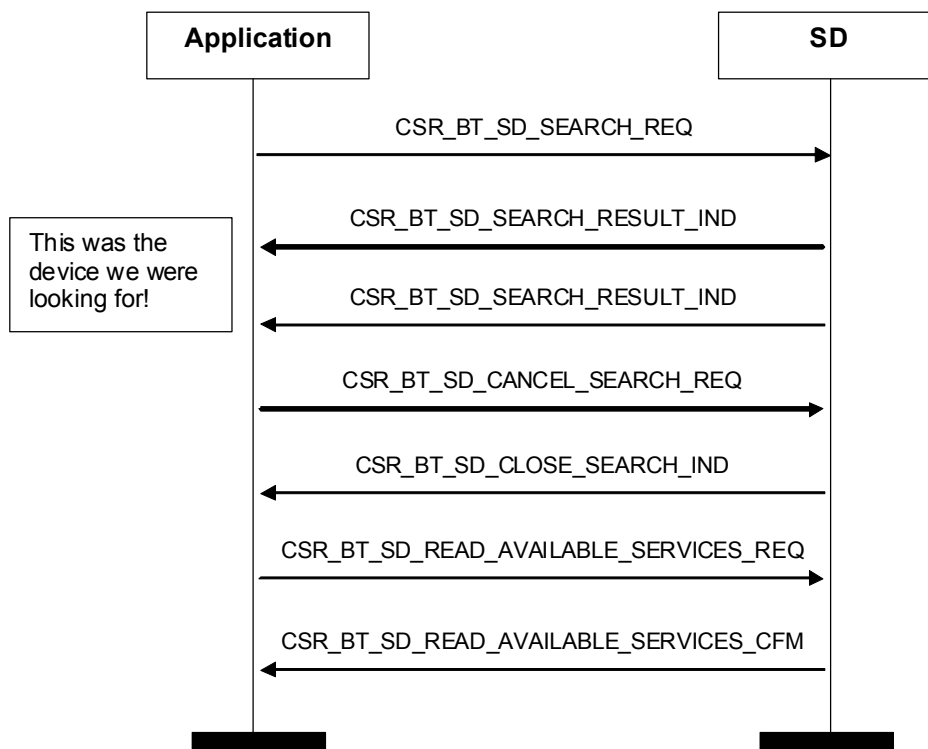 Application
SD
CSR_BT_SD_SEARCH_REQ
CSR_BT_SD_SEARCH_RESULT_IND
This was the
device we were
looking for!
CSR_BT_SD_SEARCH_RESULT_IND
CSR_BT_SD_CANCEL_SEARCH_REQ
CSR_BT_SD_CLOSE_SEARCH_IND
CSR_BT_SD_READ_AVAILABLE_SERVICES_REQ
CSR_BT_SD_READ_AVAILABLE_SERVICES_CFM